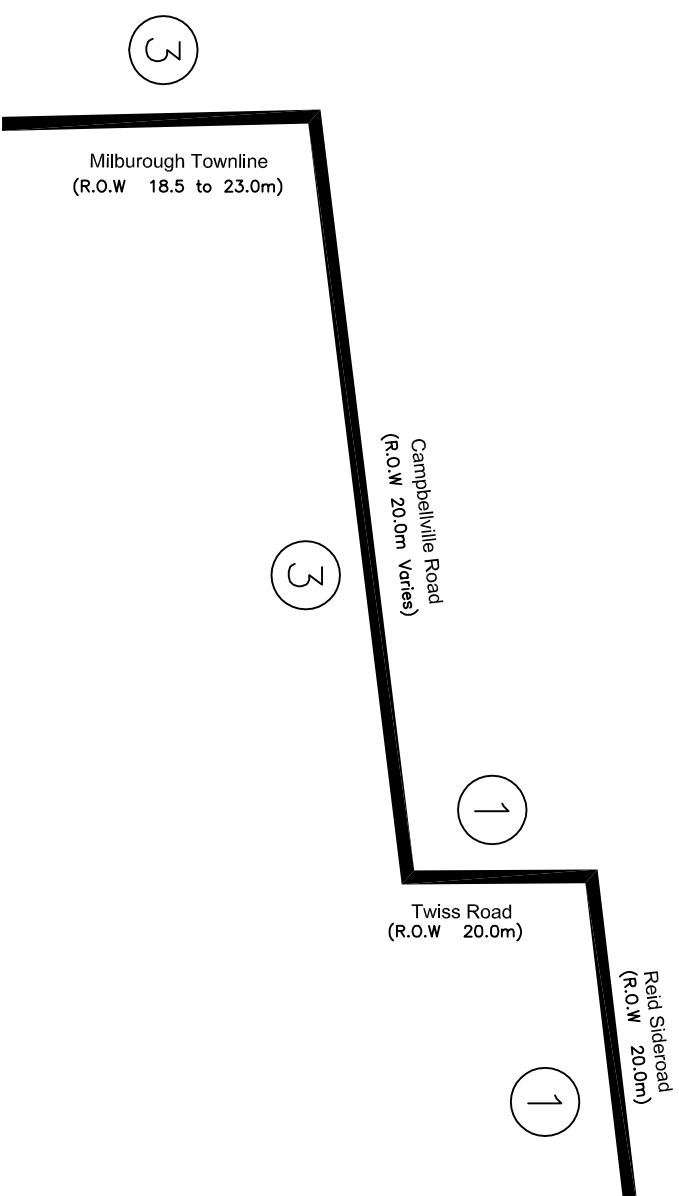 3
Milburough Townline
(R.O.W 18.5 to 23.0m)
Campbellville Road
(R.O.W 20.0m Varies)
3
1
Twiss Road
(R.O.W 20.0m)
Reid Sideroad
(R.O.W 20.0m)
1